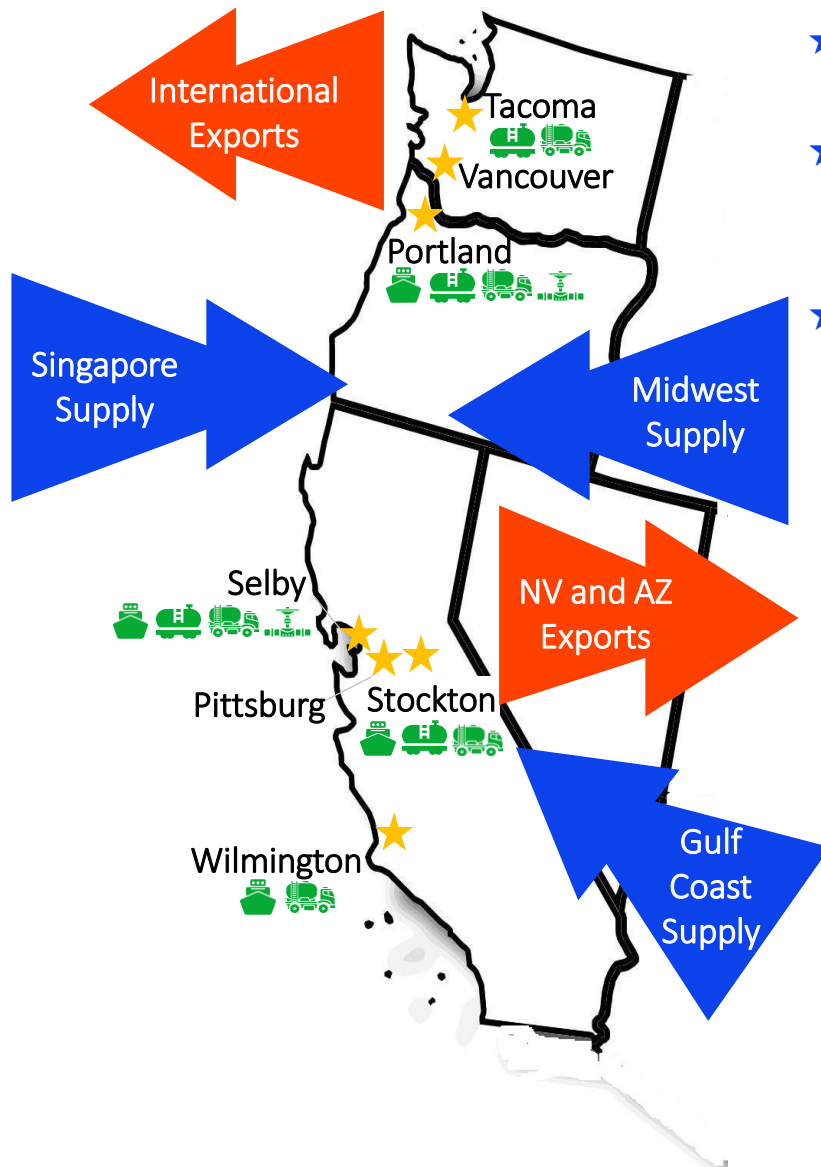 International
Exports
Tacoma
Vancouver
Portland
Singapore
Supply
Midwest
Supply
Selby
NV and AZ
Exports
Pittsburg
Stockton
Wilmington
Gulf
Coast
Supply